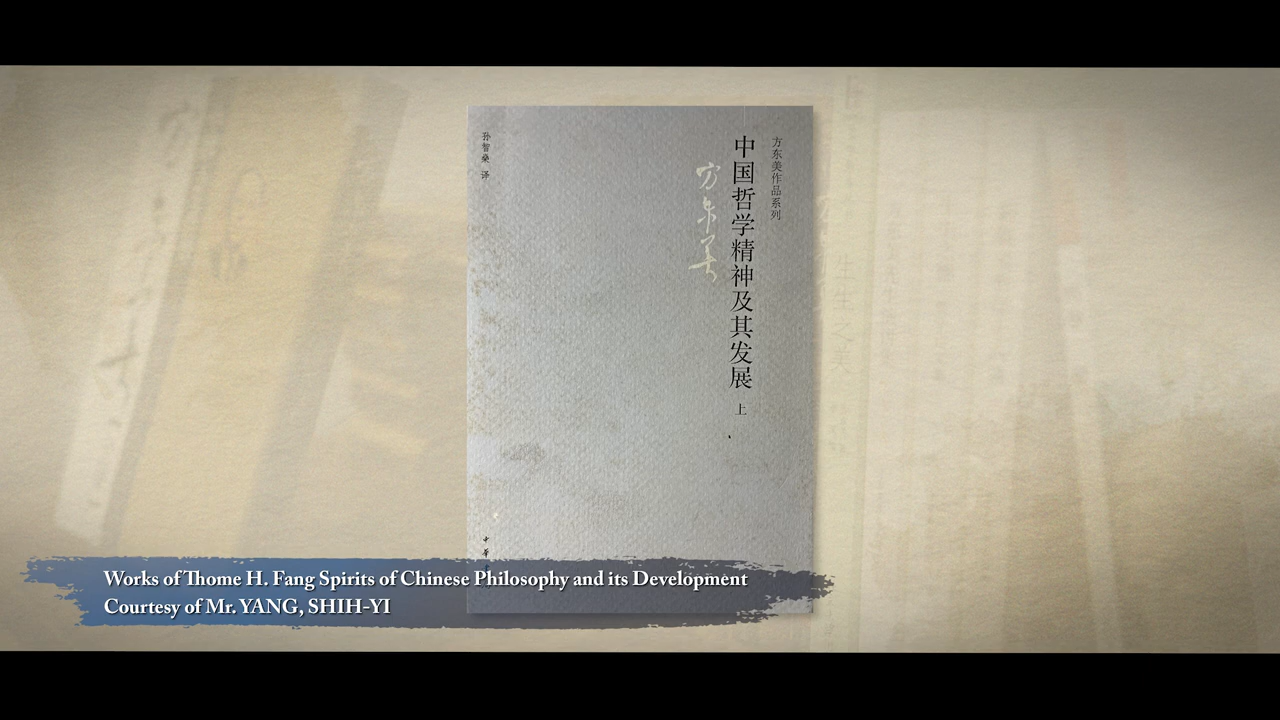 方东美作品系列
中国哲学精神及其发展 上
方东美
孙智燊 译
中華
Works of Thome H. Fang Spirits of Chinese Philosophy and its Development
Courtesy of Mr. YANG, SHIH-YI